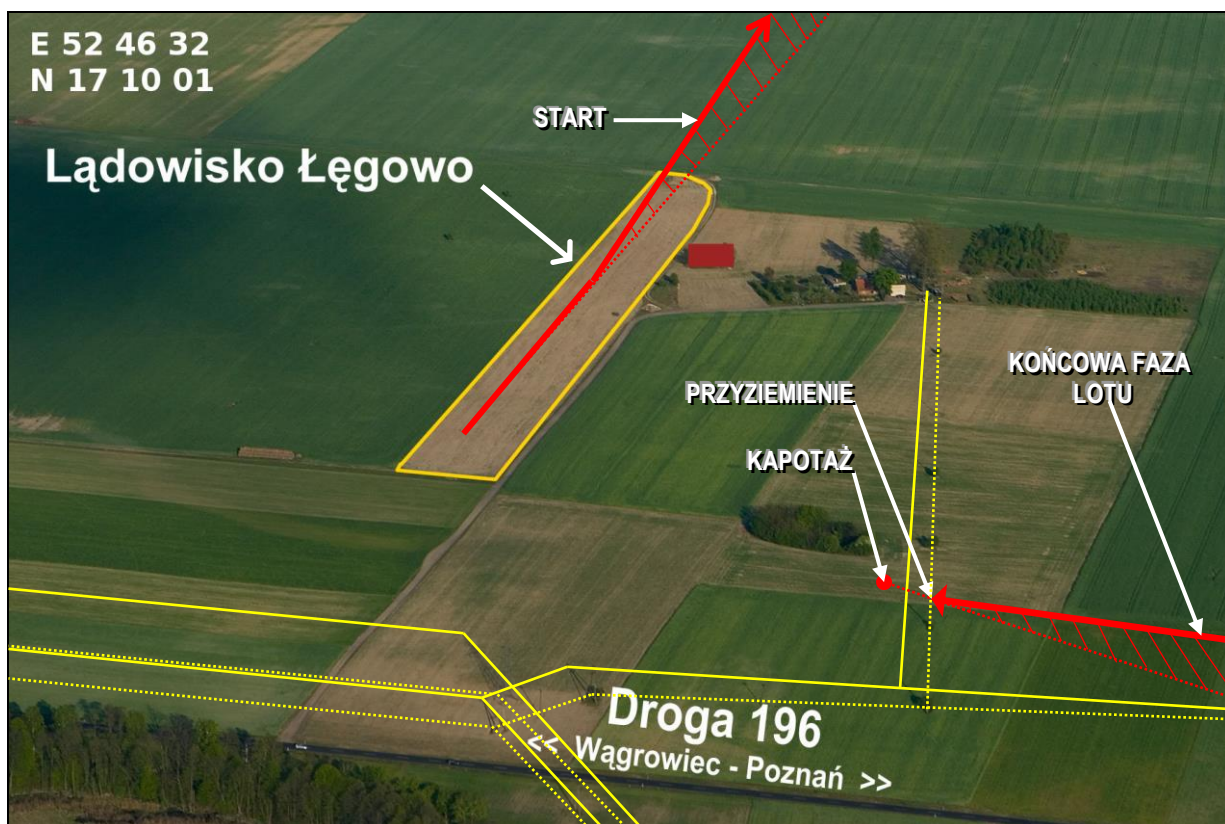 E 52 46 32
N 17 10 01
START
Lądowisko Łęgowo
KOŃCOWA FAZA
LOTU
PRZYZIEMIENIE
KAPOTAŻ
Droga 196
<< Wągrowiec - Poznań >>